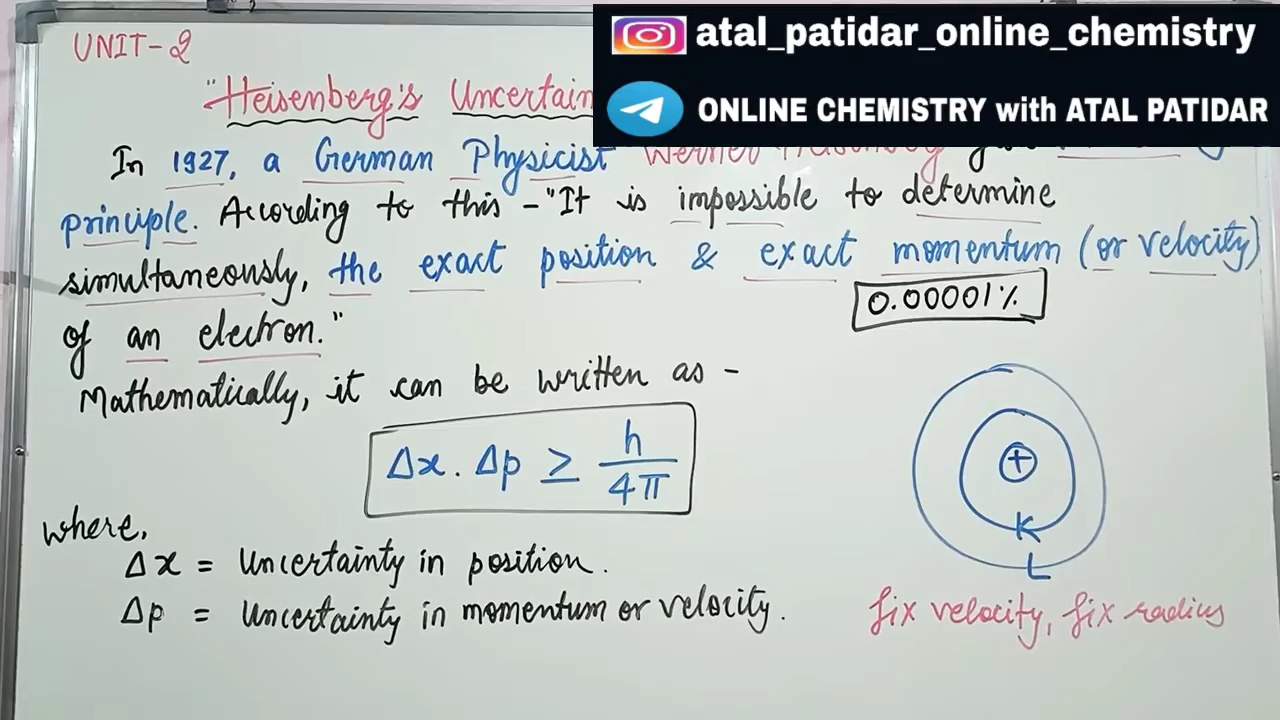 UNIT-2
atal_patidar_online_chemistry
ONLINE CHEMISTRY with ATAL PATIDAR
"Heisenberg's
In 1927, a German Physicist Werner Heisenberg
principle. According to this - "It is impossible to determine
simultaneously, the exact position & exact momentum (or velocity)
0.00001%
of an electron."
Mathematically, it can be written as -
Δx . Δp ≥ h/4π
where,
Δx = Uncertainty in position.
Δp = Uncertainty in momentum or velocity.
+
K
L
fix velocity, fix radius